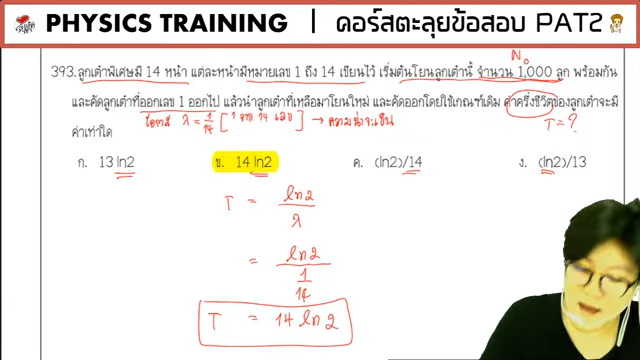 PHYSICS TRAINING คอร์สตะลุยข้อสอบ PAT2
N₀
393.ลูกเต๋าพิเศษมี 14 หน้า แต่ละหน้ามีหมายเลข 1 ถึง 14 เขียนไว้ เริ่มต้นโยนลูกเต๋านี้ จำนวน 1,000 ลูก พร้อมกัน
และคัดลูกเต๋าที่ออกเลข 1 ออกไป แล้วนำลูกเต๋าที่เหลือมาโยนใหม่ และคัดออกโดยใช้เกณฑ์เดิม ค่าครึ่งชีวิตของลูกเต๋าจะมี
λ = 1/14 [1 จาก 14 เลข] → ความน่าจะเป็น T = ?
ค่าเท่าใด
ก. 13 ln2 ข. 14 ln2 ค. (ln2)/14 ง. (ln2)/13
T = ln2/λ
= ln2/(1/14)
T = 14 ln2